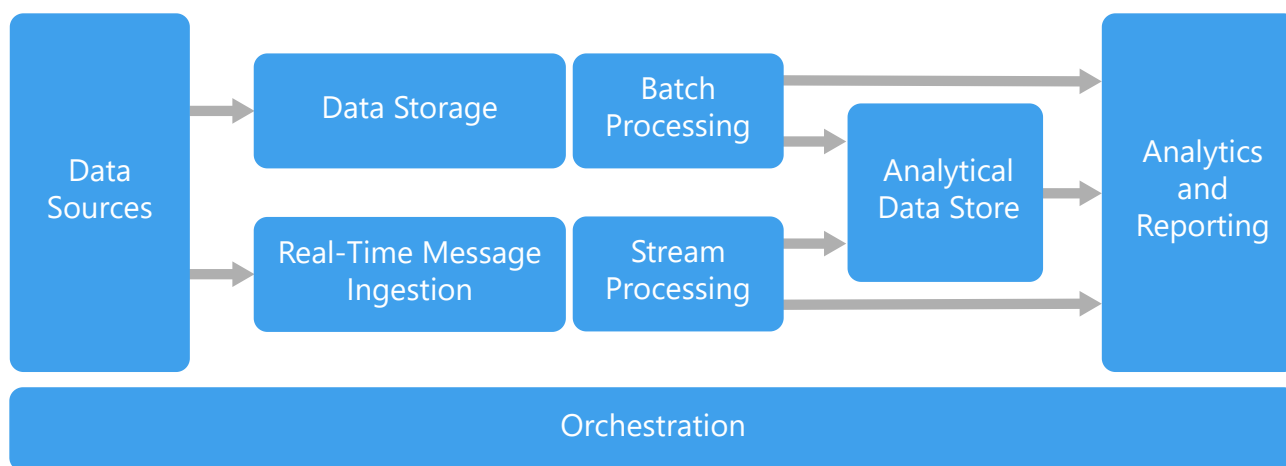 Data
Sources
Data Storage
Batch
Processing
Real-Time Message
Ingestion
Stream
Processing
Analytical
Data Store
Analytics
and
Reporting
Orchestration